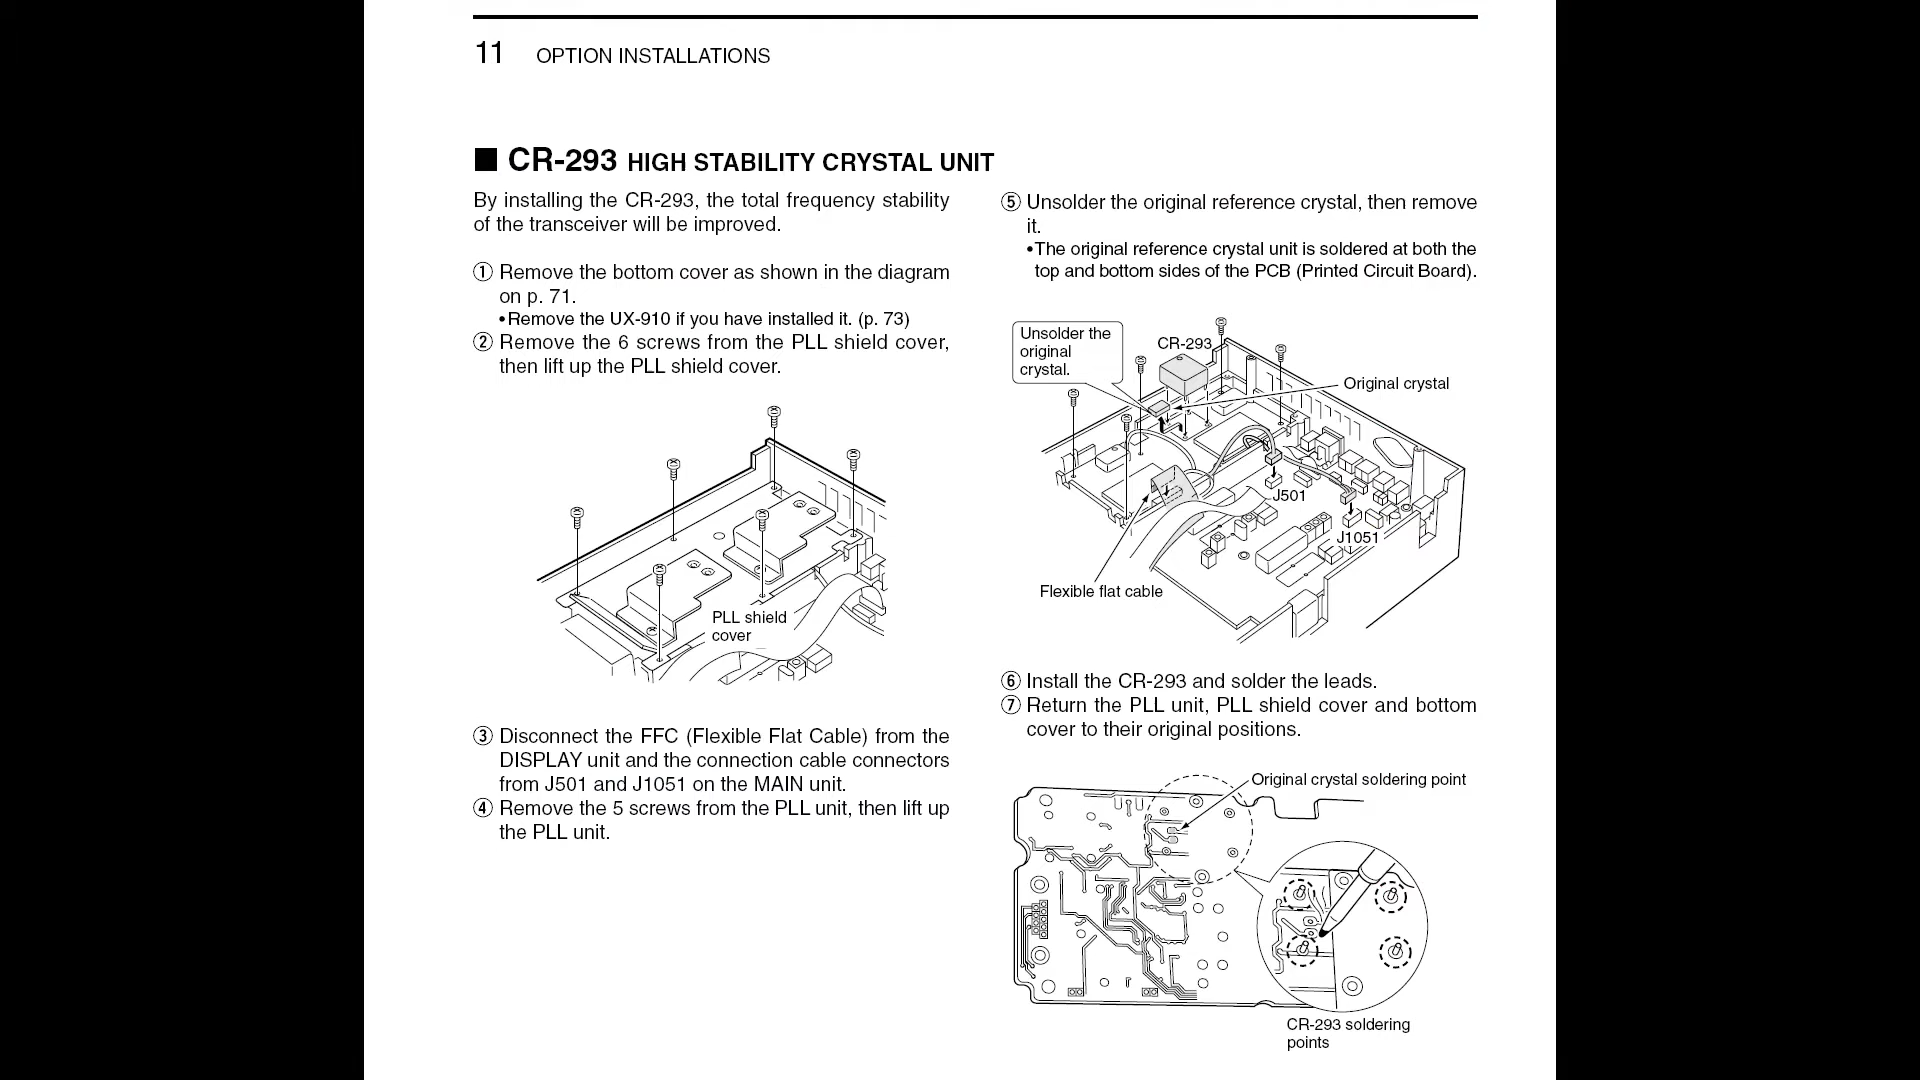 11 OPTION INSTALLATIONS
■ CR-293 HIGH STABILITY CRYSTAL UNIT
By installing the CR-293, the total frequency stability
of the transceiver will be improved.
① Remove the bottom cover as shown in the diagram
on p. 71.
•Remove the UX-910 if you have installed it. (p. 73)
② Remove the 6 screws from the PLL shield cover,
then lift up the PLL shield cover.
PLL shield
cover
③ Disconnect the FFC (Flexible Flat Cable) from the
DISPLAY unit and the connection cable connectors
from J501 and J1051 on the MAIN unit.
④ Remove the 5 screws from the PLL unit, then lift up
the PLL unit.
⑤ Unsolder the original reference crystal, then remove
it.
•The original reference crystal unit is soldered at both the
top and bottom sides of the PCB (Printed Circuit Board).
Unsolder the
original
crystal.
CR-293
Original crystal
J501
J1051
Flexible flat cable
⑥ Install the CR-293 and solder the leads.
⑦ Return the PLL unit, PLL shield cover and bottom
cover to their original positions.
Original crystal soldering point
CR-293 soldering
points